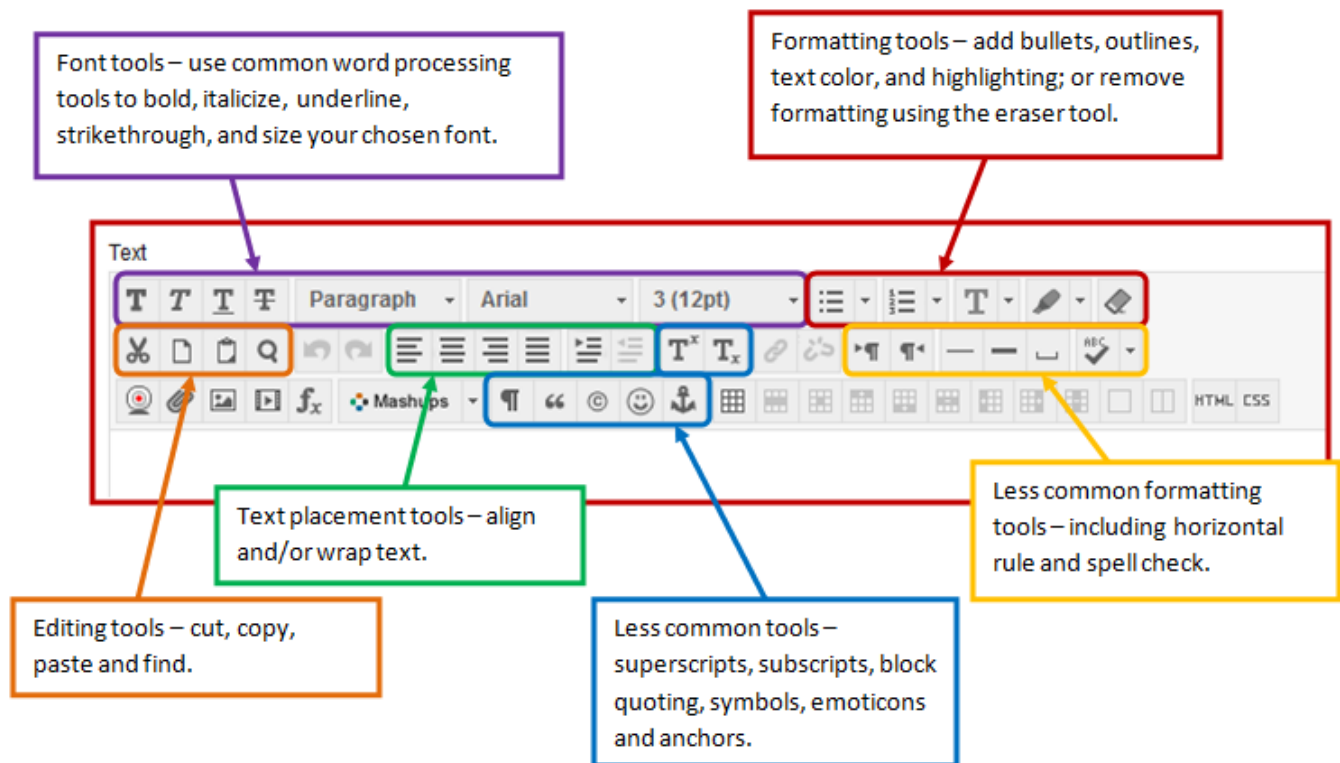 Font tools – use common word processing
tools to bold, italicize, underline,
strikethrough, and size your chosen font.
Formatting tools – add bullets, outlines,
text color, and highlighting; or remove
formatting using the eraser tool.
Text
T T T T Paragraph Arial 3 (12pt) T
Tx Tx ¶ ¶ ABC
fx Mashups ¶ “ © HTML CSS
Text placement tools – align
and/or wrap text.
Less common formatting
tools – including horizontal
rule and spell check.
Editing tools – cut, copy,
paste and find.
Less common tools –
superscripts, subscripts, block
quoting, symbols, emoticons
and anchors.